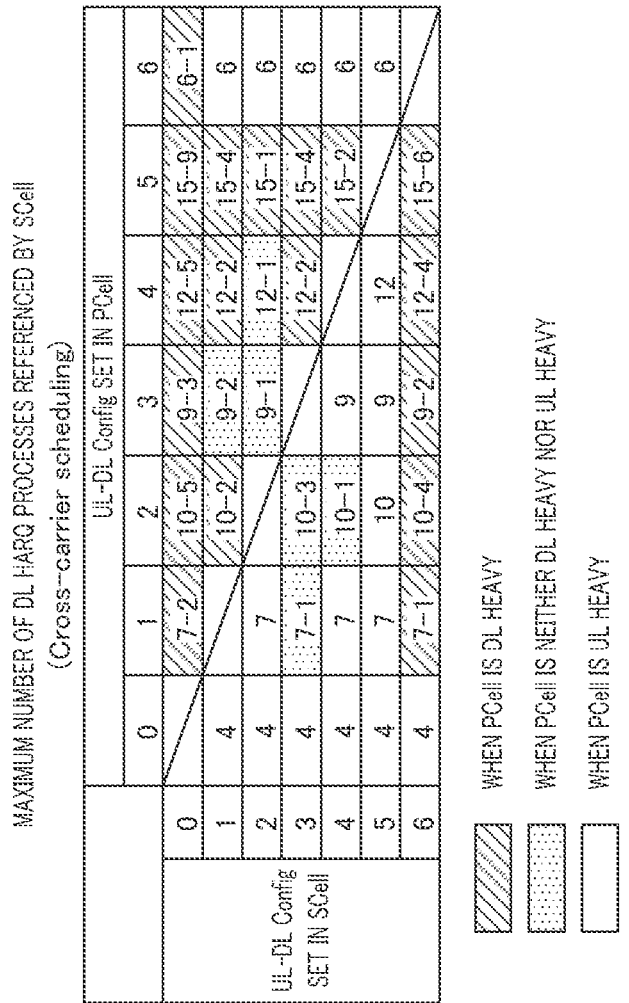 MAXIMUM NUMBER OF DL HARQ PROCESSES REFERENCED BY SCell
(Cross-carrier scheduling)
UL-DL Config SET IN PCell
0 1 2 3 4 5 6
UL-DL Config
SET IN SCell
0 7-2 10-5 9-3 12-5 15-9 6-1
1 4 10-2 9-2 12-2 15-4 6
2 4 7 9-1 12-1 15-1 6
3 4 7-1 10-3 12-2 15-4 6
4 4 7 10-1 9 15-2 6
5 4 7 10 9 12 6
6 4 7-1 10-4 9-2 12-4 15-6
WHEN PCell IS DL HEAVY
WHEN PCell IS NEITHER DL HEAVY NOR UL HEAVY
WHEN PCell IS UL HEAVY